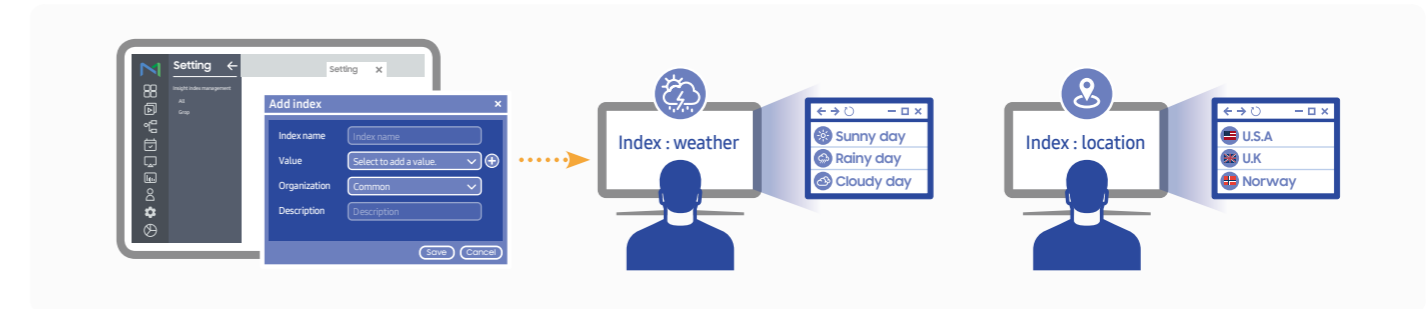 Setting
Setting
Insight index management
All
Grop
Add index
Index name Index name
Value Select to add a value.
Organization Common
Description Description
Save Cancel
Index : weather
Sunny day
Rainy day
Cloudy day
Index : location
U.S.A
U.K
Norway